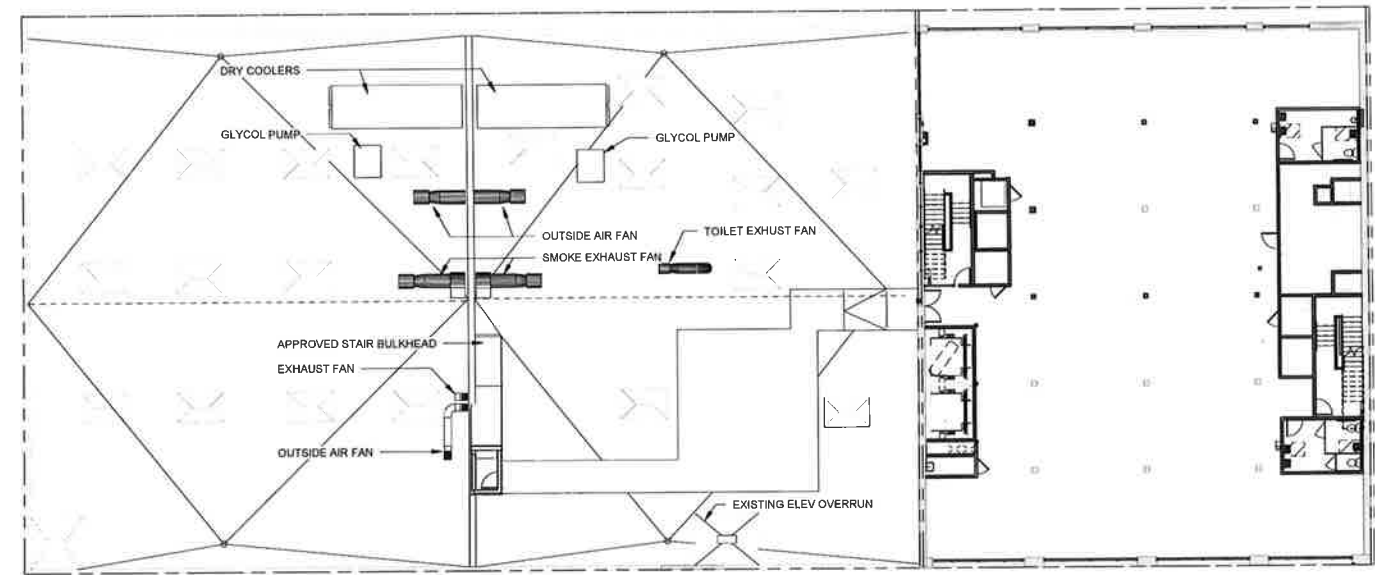 DRY COOLERS
GLYCOL PUMP
GLYCOL PUMP
OUTSIDE AIR FAN
TOILET EXHUST FAN
SMOKE EXHAUST FAN
APPROVED STAIR BULKHEAD
EXHAUST FAN
OUTSIDE AIR FAN
EXISTING ELEV OVERRUN